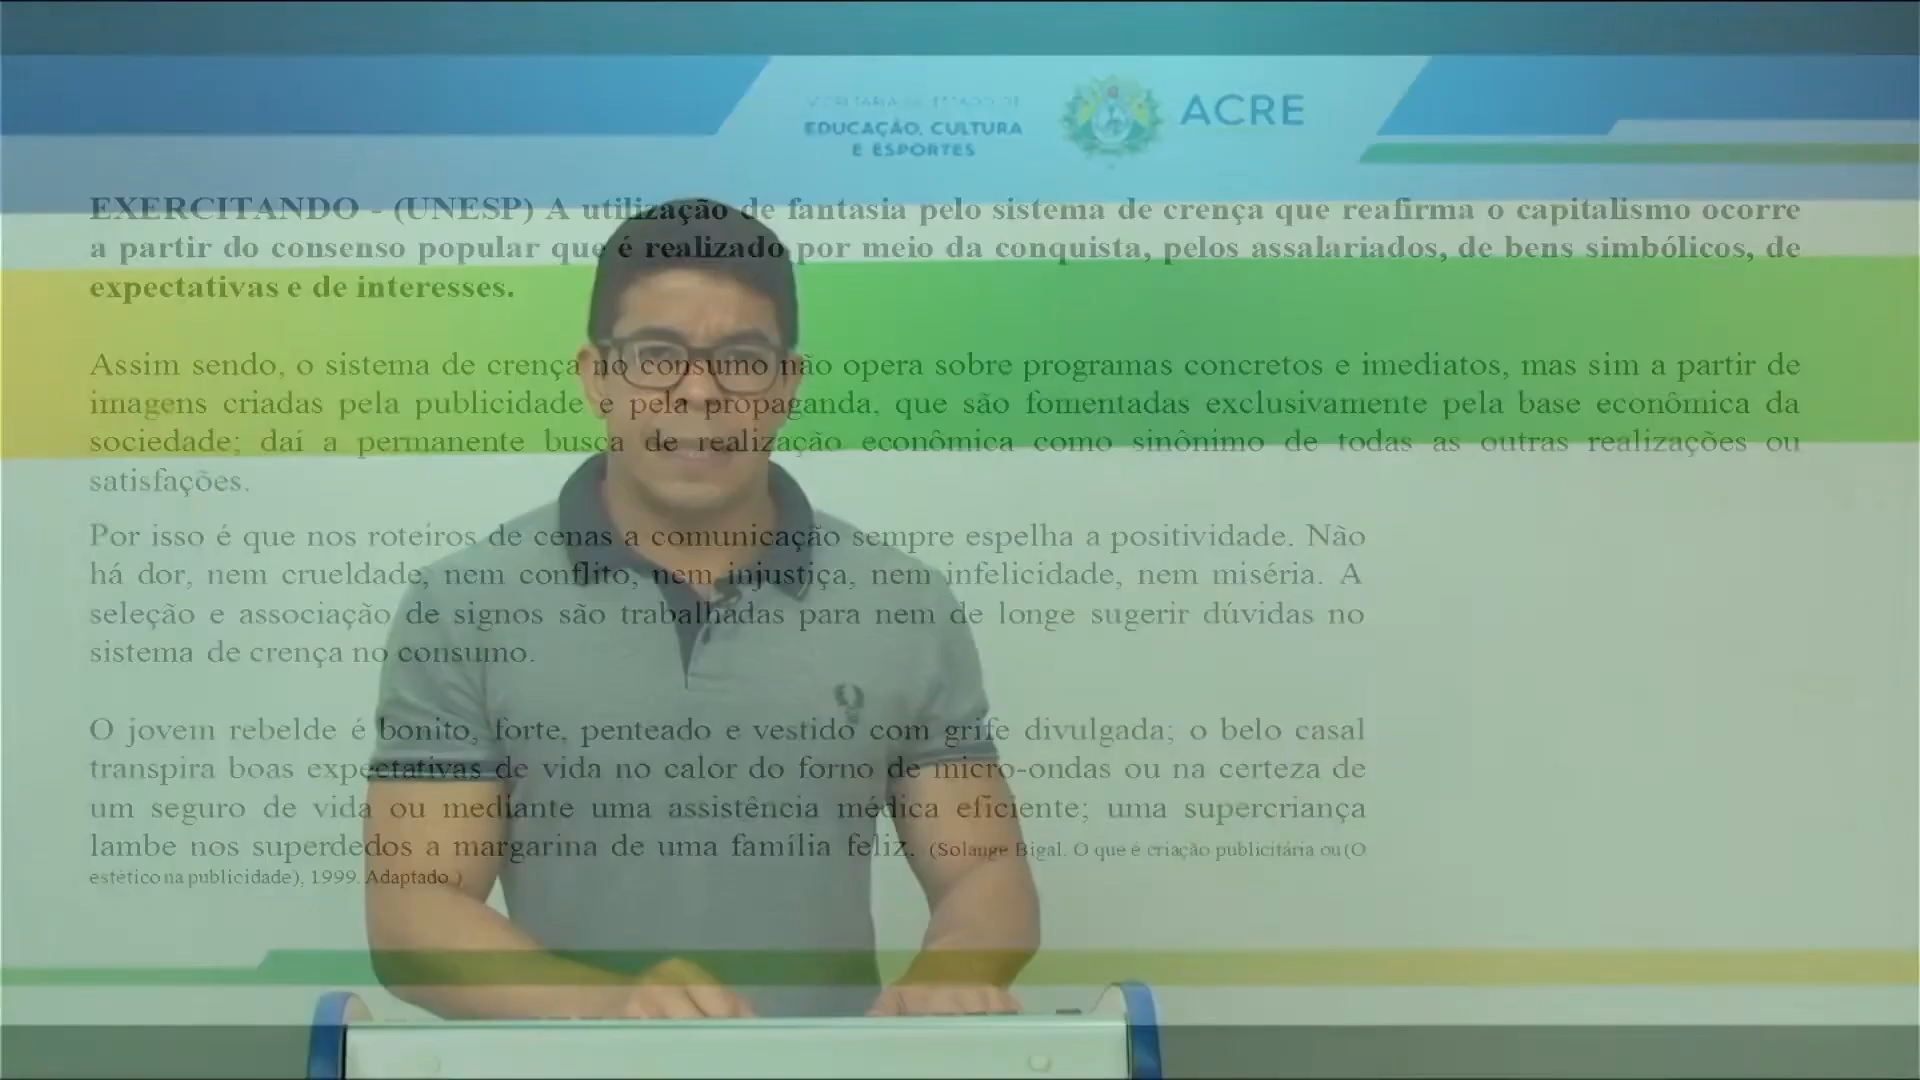 SECRETARIA DE ESTADO DE
EDUCAÇÃO, CULTURA
E ESPORTES
ACRE
EXERCITANDO - (UNESP) A utilização de fantasia pelo sistema de crença que reafirma o capitalismo ocorre
a partir do consenso popular que é realizado por meio da conquista, pelos assalariados, de bens simbólicos, de
expectativas e de interesses.
Assim sendo, o sistema de crença no consumo não opera sobre programas concretos e imediatos, mas sim a partir de
imagens criadas pela publicidade e pela propaganda, que são fomentadas exclusivamente pela base econômica da
sociedade; daí a permanente busca de realização econômica como sinônimo de todas as outras realizações ou
satisfações.
Por isso é que nos roteiros de cenas a comunicação sempre espelha a positividade. Não
há dor, nem crueldade, nem conflito, nem injustiça, nem infelicidade, nem miséria. A
seleção e associação de signos são trabalhadas para nem de longe sugerir dúvidas no
sistema de crença no consumo.
O jovem rebelde é bonito, forte, penteado e vestido com grife divulgada; o belo casal
transpira boas expectativas de vida no calor do forno de micro-ondas ou na certeza de
um seguro de vida ou mediante uma assistência médica eficiente; uma supercriança
lambe nos superdedos a margarina de uma família feliz. (Solange Bigal. O que é criação publicitária ou (O
estético na publicidade), 1999. Adaptado.)